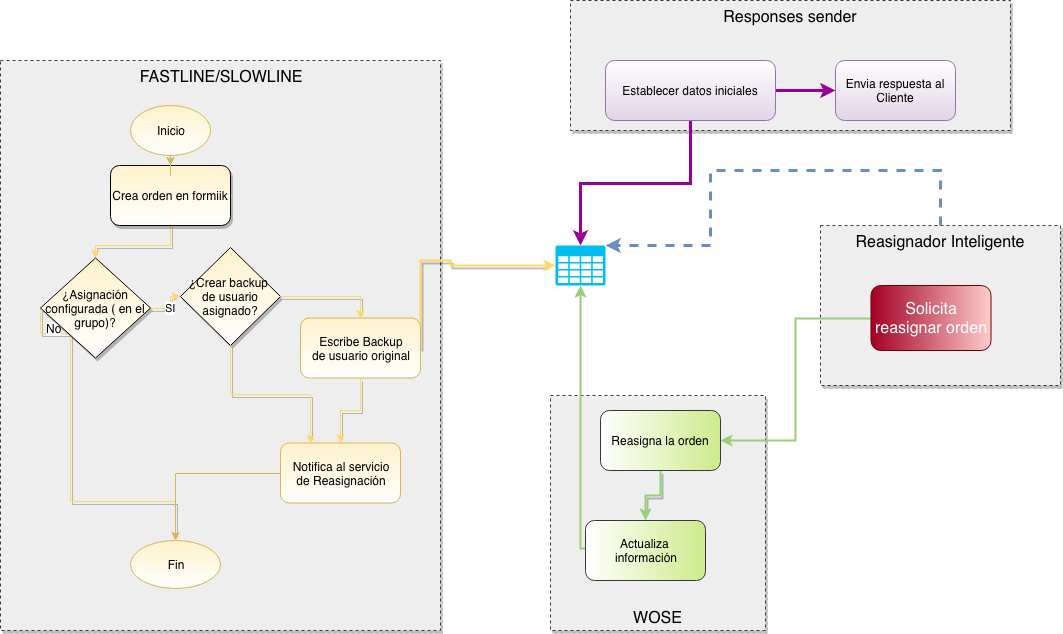 Responses sender
Establecer datos iniciales
Envia respuesta al
Cliente
FASTLINE/SLOWLINE
Inicio
Crea orden en formiik
¿Asignación
configurada ( en el
grupo)?
No
SI
¿Crear backup
de usuario
asignado?
Escribe Backup
de usuario original
Notifica al servicio
de Reasignación
Fin
Reasignador Inteligente
Solicita
reasignar orden
Reasigna la orden
Actualiza
información
WOSE